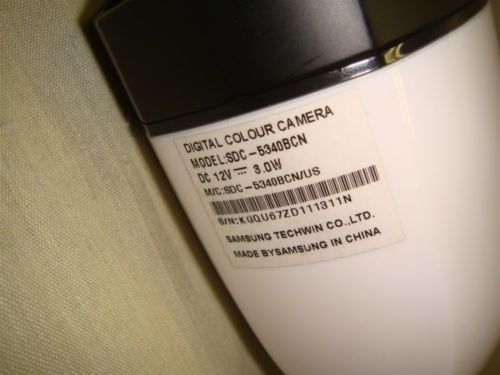 DIGITAL COLOUR CAMERA
MODEL:SDC-5340BCN
DC 12V ⎓ 3.0W
M/C:SDC-5340BCN/US
S/N:KGQU67ZD111311N
SAMSUNG TECHWIN CO.,LTD.
MADE BYSAMSUNG IN CHINA